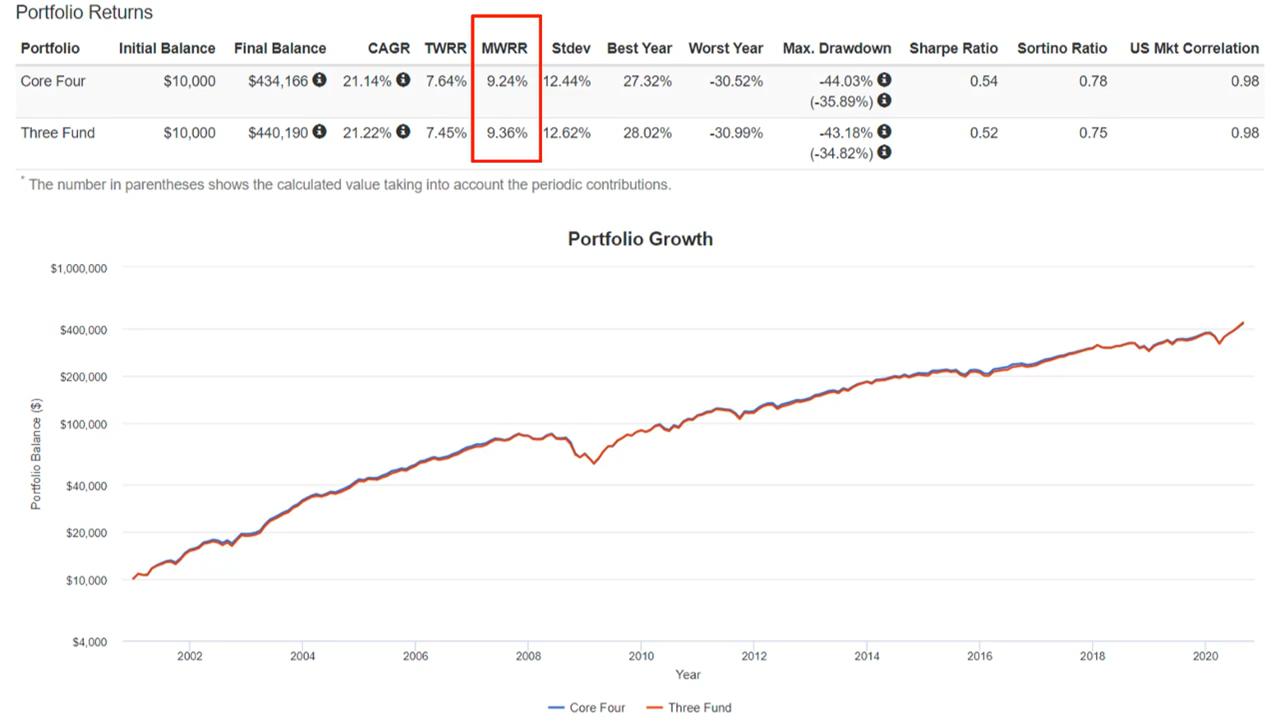 Portfolio Returns
Portfolio Initial Balance Final Balance CAGR TWRR MWRR Stdev Best Year Worst Year Max. Drawdown Sharpe Ratio Sortino Ratio US Mkt Correlation
Core Four $10,000 $434,166 21.14% 7.64% 9.24% 12.44% 27.32% -30.52% -44.03% 0.54 0.78 0.98
(-35.89%)
Three Fund $10,000 $440,190 21.22% 7.45% 9.36% 12.62% 28.02% -30.99% -43.18% 0.52 0.75 0.98
(-34.82%)
* The number in parentheses shows the calculated value taking into account the periodic contributions.
Portfolio Growth
$1,000,000
$400,000
$200,000
$100,000
$40,000
$20,000
$10,000
$4,000
Portfolio Balance ($)
2002 2004 2006 2008 2010 2012 2014 2016 2018 2020
Year
Core Four Three Fund